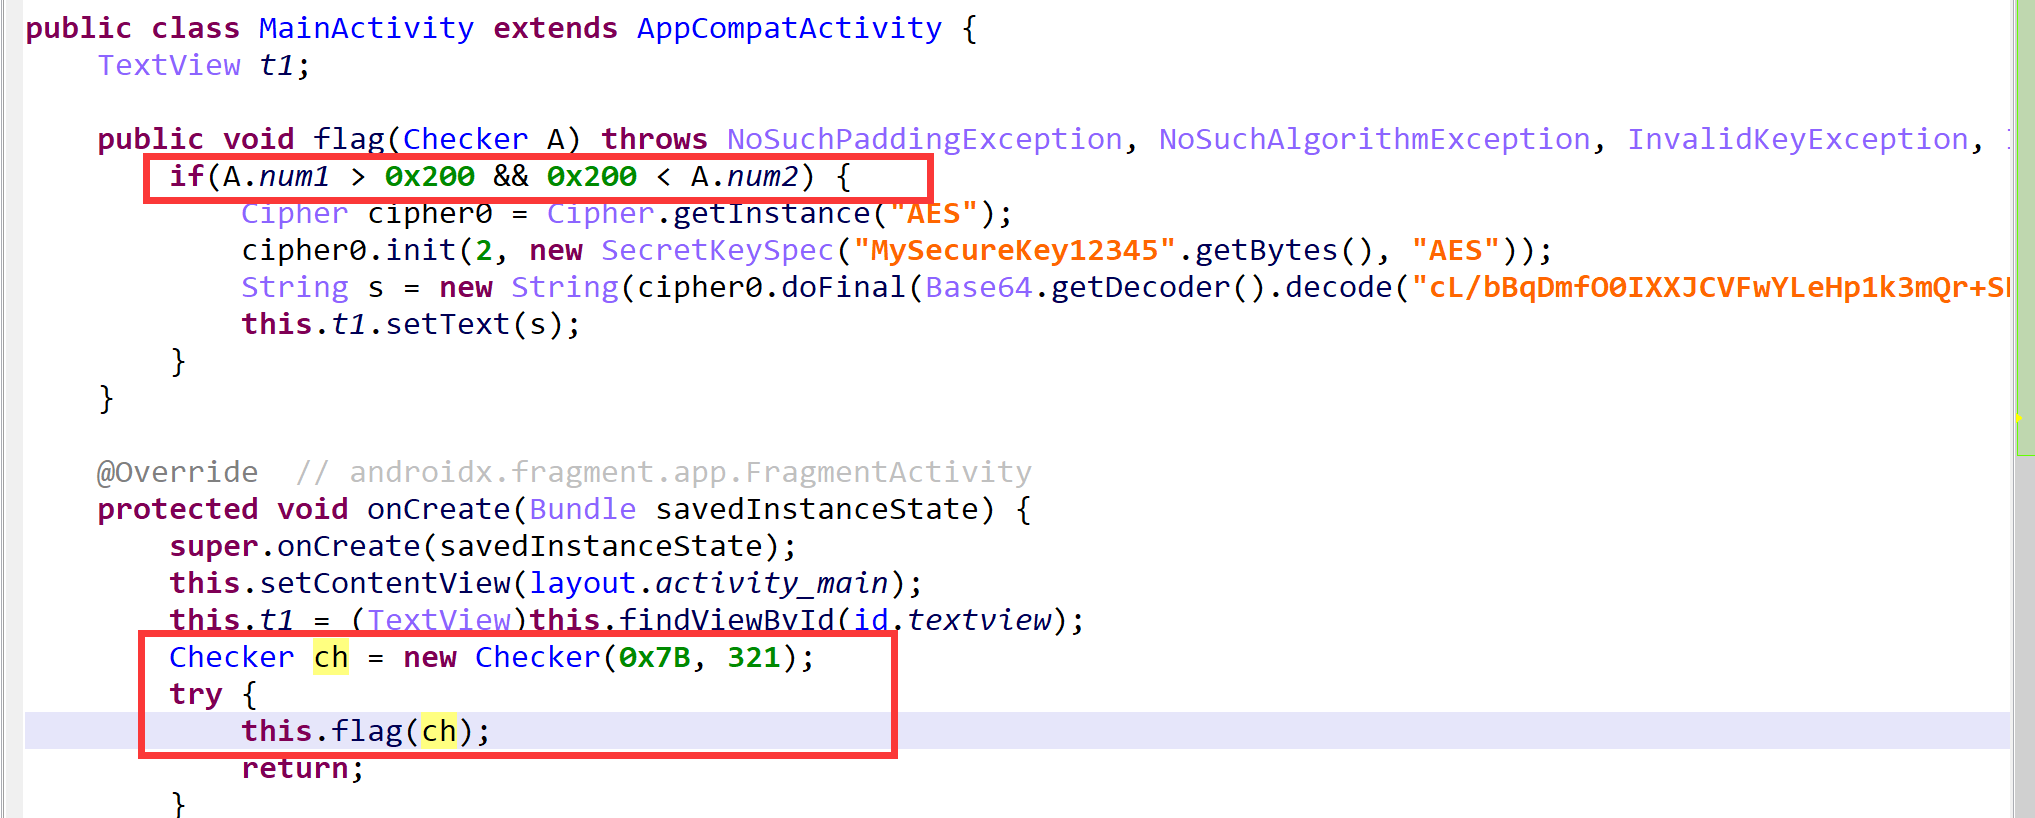 public class MainActivity extends AppCompatActivity {
TextView t1;
public void flag(Checker A) throws NoSuchPaddingException, NoSuchAlgorithmException, InvalidKeyException,
if(A.num1 > 0x200 && 0x200 < A.num2) {
Cipher cipher0 = Cipher.getInstance("AES");
cipher0.init(2, new SecretKeySpec("MySecureKey12345".getBytes(), "AES"));
String s = new String(cipher0.doFinal(Base64.getDecoder().decode("cL/bBqDmfO0IXXJCVFwYLeHp1k3mQr+S
this.t1.setText(s);
}
}
@Override // androidx.fragment.app.FragmentActivity
protected void onCreate(Bundle savedInstanceState) {
super.onCreate(savedInstanceState);
this.setContentView(layout.activity_main);
this.t1 = (TextView)this.findViewById(id.textview);
Checker ch = new Checker(0x7B, 321);
try {
this.flag(ch);
return;
}